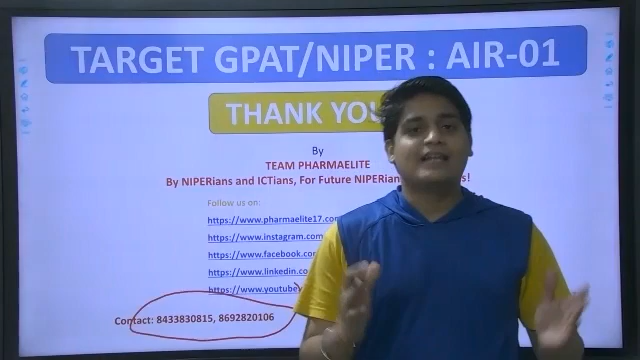 TARGET GPAT/NIPER : AIR-01
THANK YOU
By
TEAM PHARMAELITE
By NIPERians and ICTians, For Future NIPERian
Follow us on:
https://www.pharmaelite17.com
https://www.instagram.com
https://www.facebook.com
https://www.linkedin.co
https://www.youtube
Contact: 8433830815, 8692820106